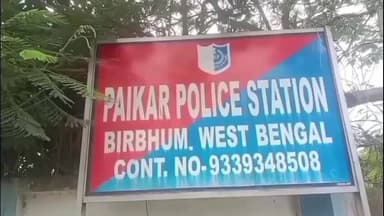 PAIKAR POLICE STATION
BIRBHUM. WEST BENGAL
CONT. NO-9339348508